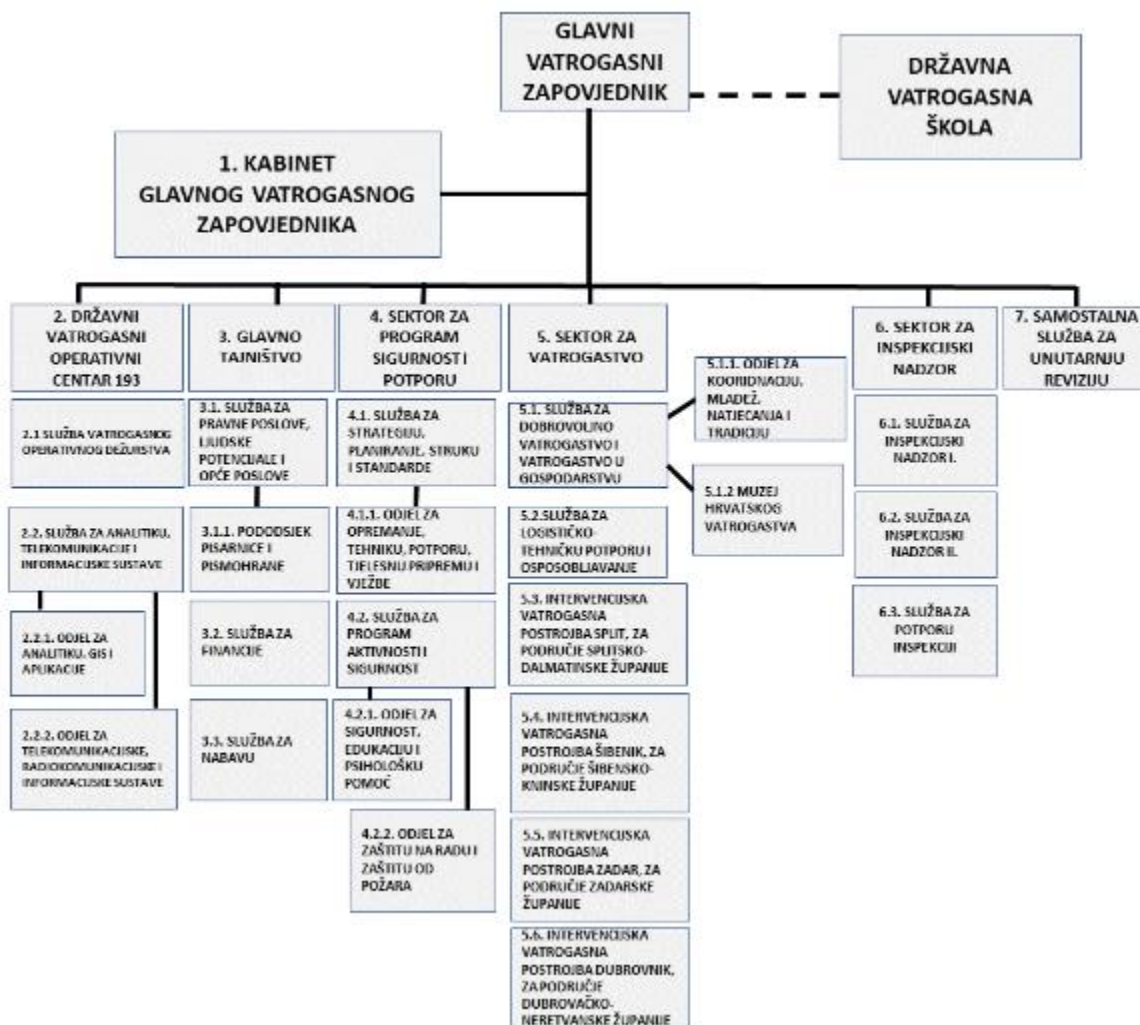 GLAVNI
VATROGASNI
ZAPOVJEDNIK
DRŽAVNA
VATROGASNA
ŠKOLA
1. KABINET
GLAVNOG VATROGASNOG
ZAPOVJEDNIKA
2. DRŽAVNI
VATROGASNI
OPERATIVNI
CENTAR 193
2.1 SLUŽBA VATROGASNOG
OPERATIVNOG DEŽURSTVA
2.2. SLUŽBA ZA ANALITIKU,
TELEKOMUNIKACIJE I
INFORMACIJSKE SUSTAVE
2.2.1. ODJEL ZA
ANALITIKU, GIS I
APLIKACIJE
2.2.2. ODJEL ZA
TELEKOMUNIKACIJSKE,
RADIOKOMUNIKACIJSKE I
INFORMACIJSKE SUSTAVE
3. GLAVNO
TAJNIŠTVO
3.1. SLUŽBA ZA
PRAVNE POSLOVE,
LJUDSKE
POTENCIJALE I
OPĆE POSLOVE
3.1.1. PODODSJEK
PISARNICE I
PISMOHRANE
3.2. SLUŽBA ZA
FINANCIJE
3.3. SLUŽBA ZA
NABAVU
4. SEKTOR ZA
PROGRAM
SIGURNOST I
POTPORU
4.1. SLUŽBA ZA
STRATEGIJU,
PLANIRANJE, STRUKU
I STANDARDE
4.1.1. ODJEL ZA
OPREMANJE,
TEHNIKU, POTPORU,
TJELESNU PRIPREMU I
VJEŽBE
4.2. SLUŽBA ZA
PROGRAM
AKTIVNOSTI I
SIGURNOST
4.2.1. ODJEL ZA
SIGURNOST,
EDUKACIJU I
PSIHOLOŠKU
POMOĆ
4.2.2. ODJEL ZA
ZAŠTITU NA RADU I
ZAŠTITU OD
POŽARA
5. SEKTOR ZA
VATROGASTVO
5.1. SLUŽBA ZA
DOBROVOLJNO
VATROGASTVO I
VATROGASTVO U
GOSPODARSTVU
5.1.1. ODJEL ZA
KOORIDNACIJU,
MLADEŽ,
NATJECANJA I
TRADICIJU
5.1.2 MUZEJ
HRVATSKOG
VATROGASTVA
5.2.SLUŽBA ZA
LOGISTIČKO-
TEHNIČKU POTPORU I
OSPOSOBLJAVANJE
5.3. INTERVENCIJSKA
VATROGASNA
POSTROJBA SPLIT, ZA
PODRUČJE SPLITSKO-
DALMATINSKE ŽUPANIJE
5.4. INTERVENCIJSKA
VATROGASNA
POSTROJBA ŠIBENIK, ZA
PODRUČJE ŠIBENSKO-
KNINSKE ŽUPANIJE
5.5. INTERVENCIJSKA
VATROGASNA
POSTROJBA ZADAR, ZA
PODRUČJE ZADARSKE
ŽUPANIJE
5.6. INTERVENCIJSKA
VATROGASNA
POSTROJBA DUBROVNIK,
ZA PODRUČJE
DUBROVAČKO-
NERETVANSKE ŽUPANIJE
6. SEKTOR ZA
INSPEKCIJSKI
NADZOR
6.1. SLUŽBA ZA
INSPEKCIJSKI
NADZOR I.
6.2. SLUŽBA ZA
INSPEKCIJSKI
NADZOR II.
6.3. SLUŽBA ZA
POTPORU
INSPEKCIJI
7. SAMOSTALNA
SLUŽBA ZA
UNUTARNJU
REVIZIJU